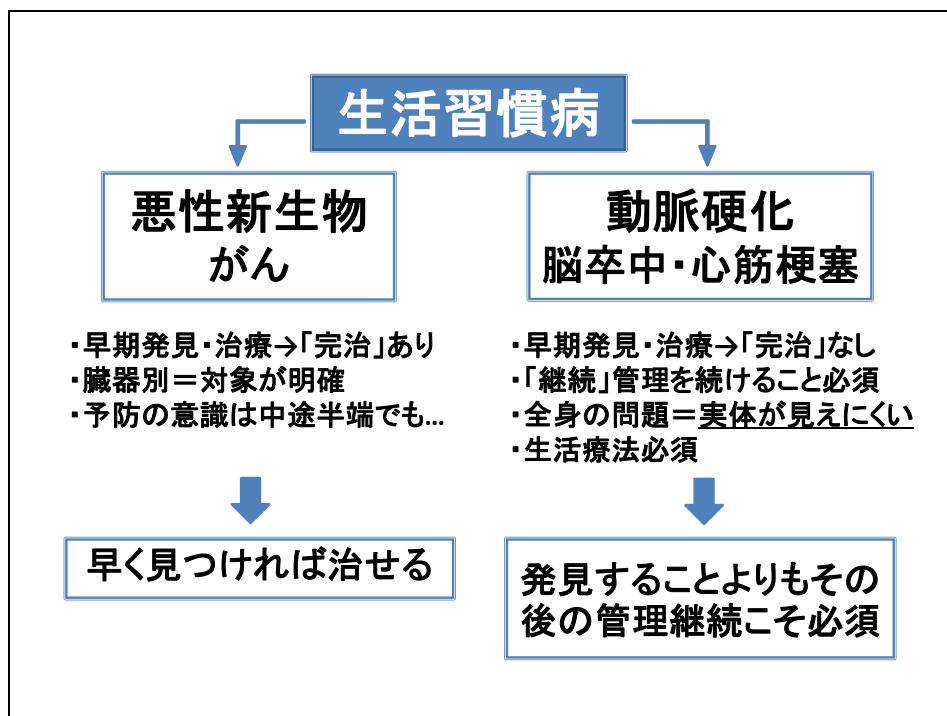 生活習慣病
悪性新生物
がん
・早期発見・治療→「完治」あり
・臓器別＝対象が明確
・予防の意識は中途半端でも…
早く見つければ治せる
動脈硬化
脳卒中・心筋梗塞
・早期発見・治療→「完治」なし
・「継続」管理を続けること必須
・全身の問題＝実体が見えにくい
・生活療法必須
発見することよりもその
後の管理継続こそ必須